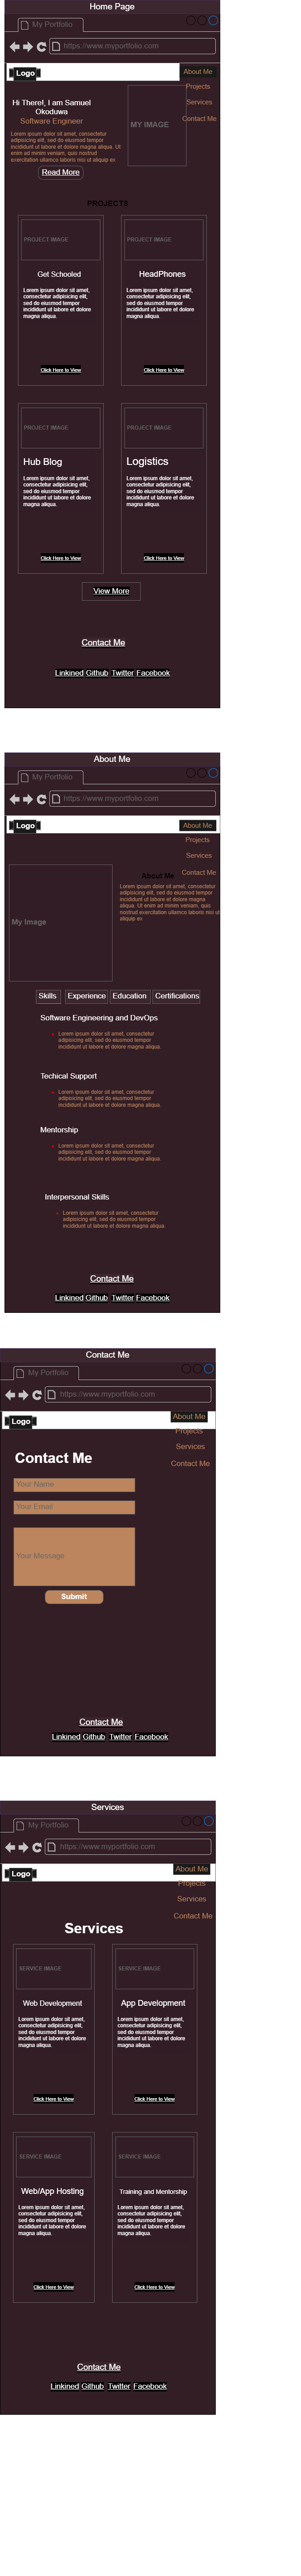 Home Page
My Portfolio
https://www.myportfolio.com
Logo
About Me
Projects
Services
Contact Me
Hi There!, I am Samuel
Okoduwa
Software Engineer
Lorem ipsum dolor sit amet, consectetur
adipisicing elit, sed do eiusmod tempor
incididunt ut labore et dolore magna aliqua. Ut
enim ad minim veniam, quis nostrud
exercitation ullamco laboris nisi ut aliquip ex
Read More
MY IMAGE
PROJECTS
PROJECT IMAGE
Get Schooled
Lorem ipsum dolor sit amet,
consectetur adipisicing elit,
sed do eiusmod tempor
incididunt ut labore et dolore
magna aliqua.
Click Here to View
PROJECT IMAGE
HeadPhones
Lorem ipsum dolor sit amet,
consectetur adipisicing elit,
sed do eiusmod tempor
incididunt ut labore et dolore
magna aliqua.
Click Here to View
PROJECT IMAGE
Hub Blog
Lorem ipsum dolor sit amet,
consectetur adipisicing elit,
sed do eiusmod tempor
incididunt ut labore et dolore
magna aliqua.
Click Here to View
PROJECT IMAGE
Logistics
Lorem ipsum dolor sit amet,
consectetur adipisicing elit,
sed do eiusmod tempor
incididunt ut labore et dolore
magna aliqua.
Click Here to View
View More
Contact Me
Linkined Github Twitter Facebook
About Me
My Portfolio
https://www.myportfolio.com
Logo
About Me
Projects
Services
Contact Me
My Image
About Me
Lorem ipsum dolor sit amet, consectetur
adipisicing elit, sed do eiusmod tempor
incididunt ut labore et dolore magna
aliqua. Ut enim ad minim veniam, quis
nostrud exercitation ullamco laboris nisi ut
aliquip ex
Skills Experience Education Certifications
Software Engineering and DevOps
Lorem ipsum dolor sit amet, consectetur
adipisicing elit, sed do eiusmod tempor
incididunt ut labore et dolore magna aliqua.
Techical Support
Lorem ipsum dolor sit amet, consectetur
adipisicing elit, sed do eiusmod tempor
incididunt ut labore et dolore magna aliqua.
Mentorship
Lorem ipsum dolor sit amet, consectetur
adipisicing elit, sed do eiusmod tempor
incididunt ut labore et dolore magna aliqua.
Interpersonal Skills
Lorem ipsum dolor sit amet, consectetur
adipisicing elit, sed do eiusmod tempor
incididunt ut labore et dolore magna aliqua.
Contact Me
Linkined Github Twitter Facebook
Contact Me
My Portfolio
https://www.myportfolio.com
Logo
About Me
Projects
Services
Contact Me
Contact Me
Your Name
Your Email
Your Message
Submit
Contact Me
Linkined Github Twitter Facebook
Services
My Portfolio
https://www.myportfolio.com
Logo
About Me
Projects
Services
Contact Me
Services
SERVICE IMAGE
Web Development
Lorem ipsum dolor sit amet,
consectetur adipisicing elit,
sed do eiusmod tempor
incididunt ut labore et dolore
magna aliqua.
Click Here to View
SERVICE IMAGE
App Development
Lorem ipsum dolor sit amet,
consectetur adipisicing elit,
sed do eiusmod tempor
incididunt ut labore et dolore
magna aliqua.
Click Here to View
SERVICE IMAGE
Web/App Hosting
Lorem ipsum dolor sit amet,
consectetur adipisicing elit,
sed do eiusmod tempor
incididunt ut labore et dolore
magna aliqua.
Click Here to View
SERVICE IMAGE
Training and Mentorship
Lorem ipsum dolor sit amet,
consectetur adipisicing elit,
sed do eiusmod tempor
incididunt ut labore et dolore
magna aliqua.
Click Here to View
Contact Me
Linkined Github Twitter Facebook